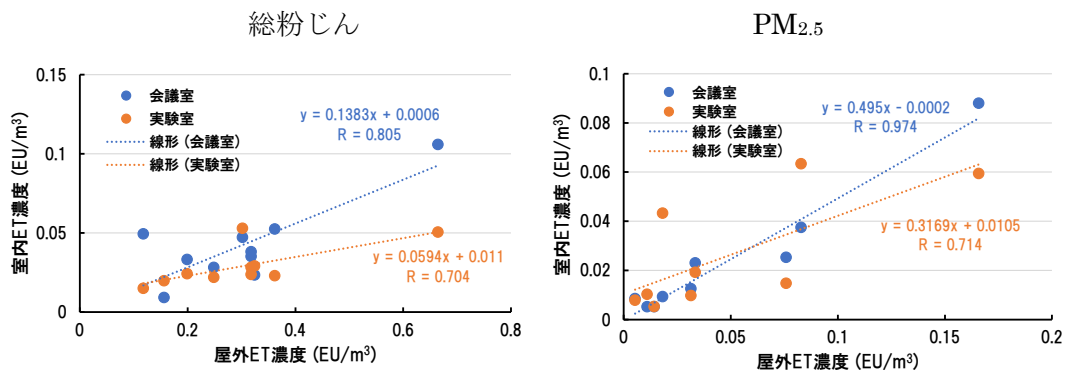 総粉じん
0.15
0.1
0.05
0
室内ET濃度 (EU/m³)
会議室
実験室
線形 (会議室)
線形 (実験室)
y = 0.1383x + 0.0006
R = 0.805
y = 0.0594x + 0.011
R = 0.704
0
0.2
0.4
0.6
0.8
屋外ET濃度 (EU/m³)
PM₂.₅
0.1
0.08
0.06
0.04
0.02
0
室内ET濃度 (EU/m³)
会議室
実験室
線形 (会議室)
線形 (実験室)
y = 0.495x - 0.0002
R = 0.974
y = 0.3169x + 0.0105
R = 0.714
0
0.05
0.1
0.15
0.2
屋外ET濃度 (EU/m³)